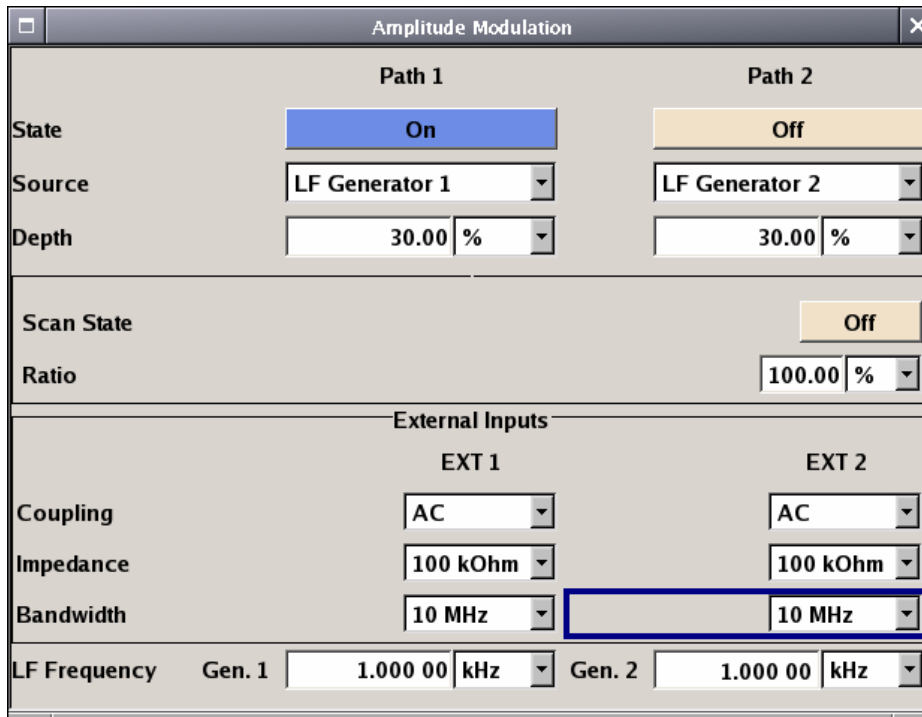 Amplitude Modulation
Path 1 Path 2
State On Off
Source LF Generator 1 LF Generator 2
Depth 30.00 % 30.00 %
Scan State Off
Ratio 100.00 %
External Inputs
EXT 1 EXT 2
Coupling AC AC
Impedance 100 kOhm 100 kOhm
Bandwidth 10 MHz 10 MHz
LF Frequency Gen. 1 1.000 00 kHz Gen. 2 1.000 00 kHz